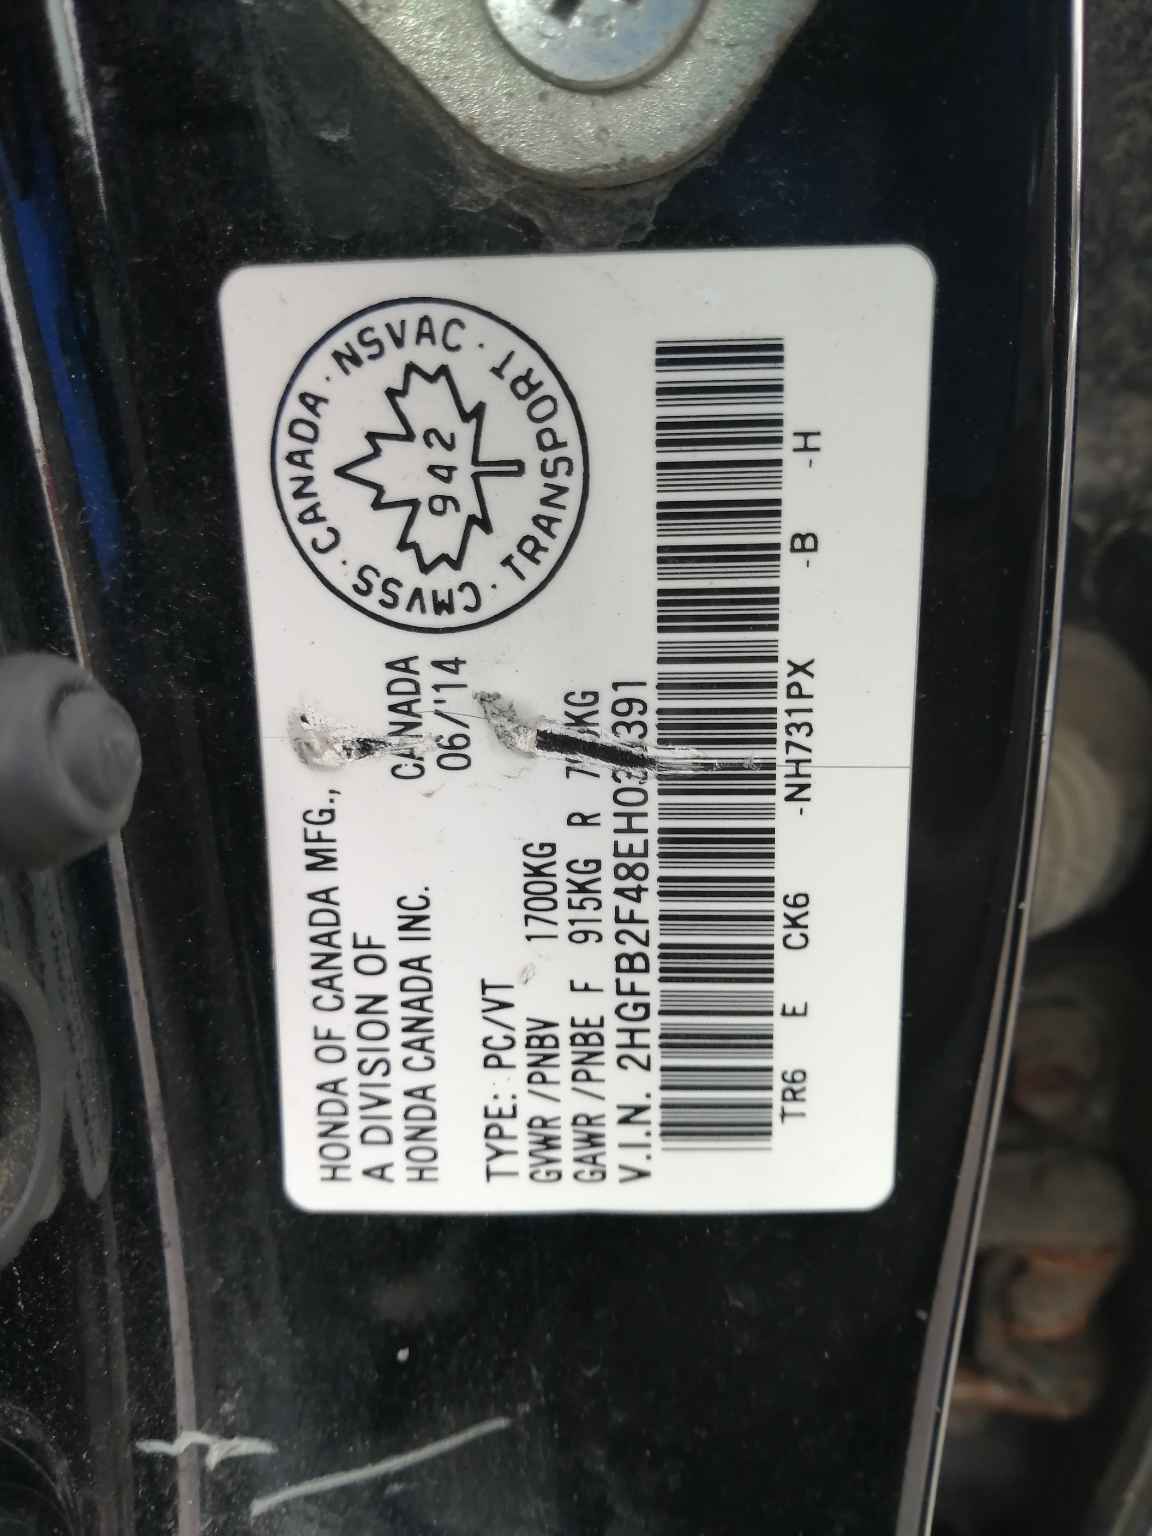 HONDA OF CANADA MFG.,
A DIVISION OF
HONDA CANADA INC.
CANADA
06/'14
CMVSS · CANADA · NSVAC · TRANSPORT ·
942
TYPE: PC/VT
GVWR/PNBV 1700KG
GAWR/PNBE F 915KG R
V.I.N.
TR6 E CK6 -NH731PX -B -H